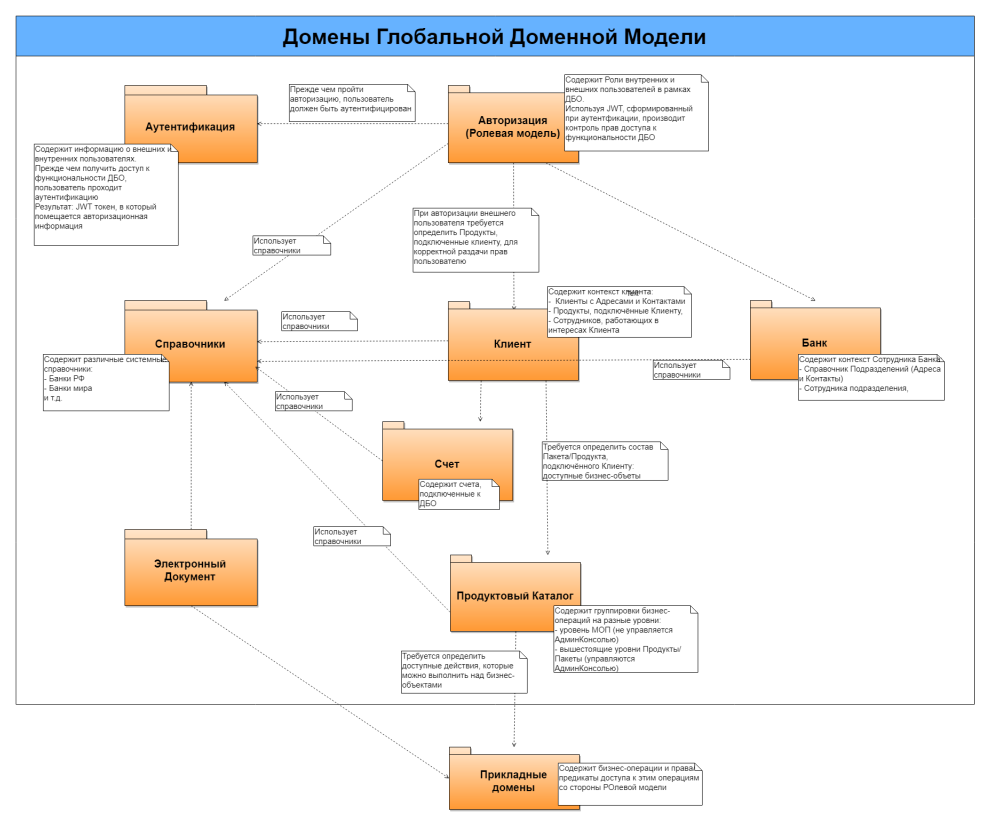 Домены Глобальной Доменной Модели
Аутентификация
Содержит информацию о внешних и
внутренних пользователях.
Прежде чем получить доступ к
функциональности ДБО,
пользователь проходит
аутентификацию
Результат: JWT токен, в который
помещается авторизационная
информация
Прежде чем пройти
авторизацию, пользователь
должен быть аутентифицирован
Авторизация
(Ролевая модель)
Содержит Роли внутренних и
внешних пользователей в рамках
ДБО.
Используя JWT, сформированный
при аутентфикации, производит
контроль прав доступа к
функциональности ДБО
Использует
справочники
При авторизации внешнего
пользователя требуется
определить Продукты,
подключенные клиенту, для
корректной раздачи прав
пользователю
Справочники
Содержит различные системные
справочники:
- Банки РФ
- Банки мира
и т.д.
Использует
справочники
Клиент
Содержит контекст клиента:
- Клиенты с Адресами и Контактами
- Продукты, подключённые Клиенту,
- Сотрудников, работающих в
интересах Клиента
Text
Банк
Содержит контекст Сотрудника Банка:
- Справочник Подразделений (Адреса
и Контакты)
- Сотрудника подразделения,
Использует
справочники
Использует
справочники
Счет
Содержит счета,
подключенные к
ДБО
Требуется определить состав
Пакета/Продукта,
подключённого Клиенту:
доступные бизнес-объеты
Использует
справочники
Электронный
Документ
Продуктовый Каталог
Содержит группировки бизнес-
операций на разные уровни:
- уровень МОП (не управляется
АдминКонсолью)
- вышестоящие уровни Продукты/
Пакеты (управляются
АдминКонсолью)
Требуется определить
доступные действия, которые
можно выполнить над бизнес-
объектами
Прикладные
домены
Содержит бизнес-операции и права/
предикаты доступа к этим операциям
со стороны РОлевой модели